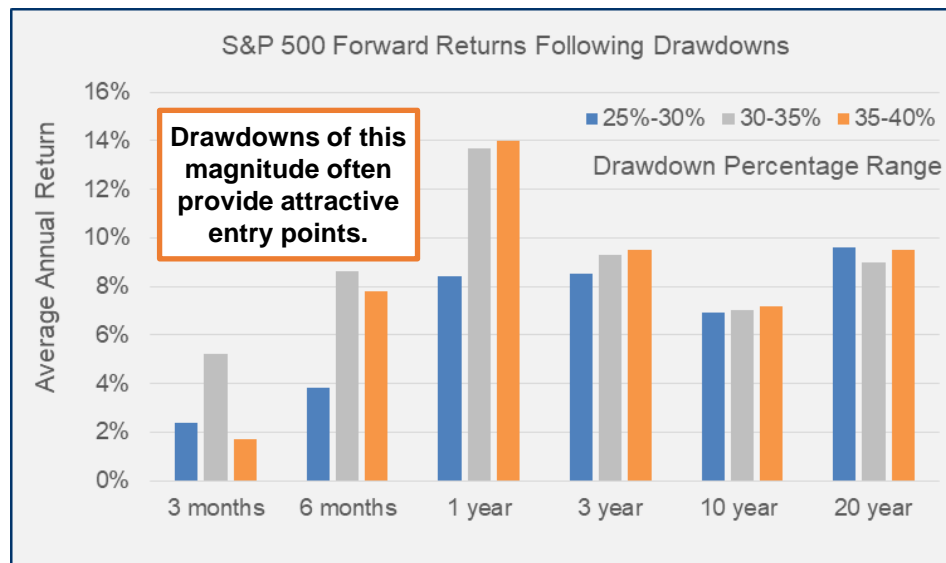 S&P 500 Forward Returns Following Drawdowns
16%
14%
12%
10%
8%
6%
4%
2%
0%
Average Annual Return
Drawdowns of this
magnitude often
provide attractive
entry points.
25%-30% 30-35% 35-40%
Drawdown Percentage Range
3 months 6 months 1 year 3 year 10 year 20 year